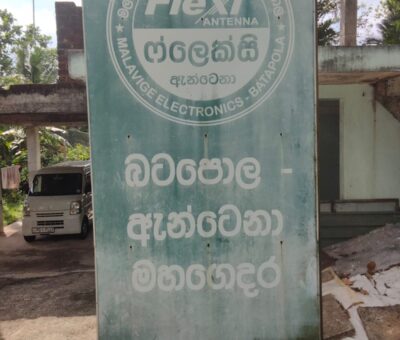 Flexi
ANTENNA
ෆ්ලෙක්සි
ඇන්ටෙනා
MALAVIGE ELECTRONICS - BATAPOLA
බටපොල -
ඇන්ටෙනා
මහගෙදර